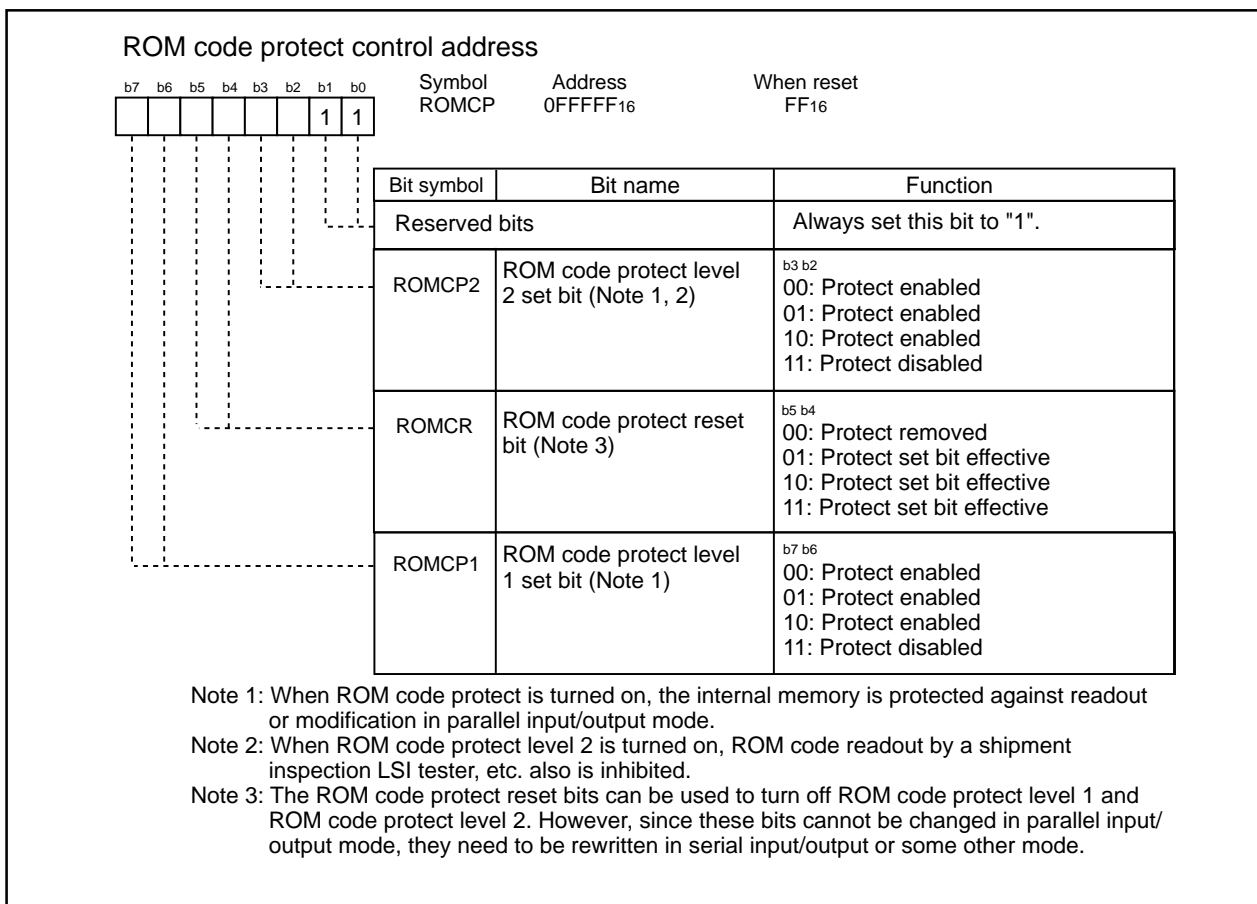 ROM code protect control address
b7 b6 b5 b4 b3 b2 b1 b0
Symbol Address When reset
ROMCP 0FFFFF16 FF16
1 1
Bit symbol Bit name Function
Reserved bits Always set this bit to "1".
ROMCP2
ROM code protect level
2 set bit (Note 1, 2)
b3 b2
00: Protect enabled
01: Protect enabled
10: Protect enabled
11: Protect disabled
ROMCR
ROM code protect reset
bit (Note 3)
b5 b4
00: Protect removed
01: Protect set bit effective
10: Protect set bit effective
11: Protect set bit effective
ROMCP1
ROM code protect level
1 set bit (Note 1)
b7 b6
00: Protect enabled
01: Protect enabled
10: Protect enabled
11: Protect disabled
Note 1: When ROM code protect is turned on, the internal memory is protected against readout
or modification in parallel input/output mode.
Note 2: When ROM code protect level 2 is turned on, ROM code readout by a shipment
inspection LSI tester, etc. also is inhibited.
Note 3: The ROM code protect reset bits can be used to turn off ROM code protect level 1 and
ROM code protect level 2. However, since these bits cannot be changed in parallel input/
output mode, they need to be rewritten in serial input/output or some other mode.